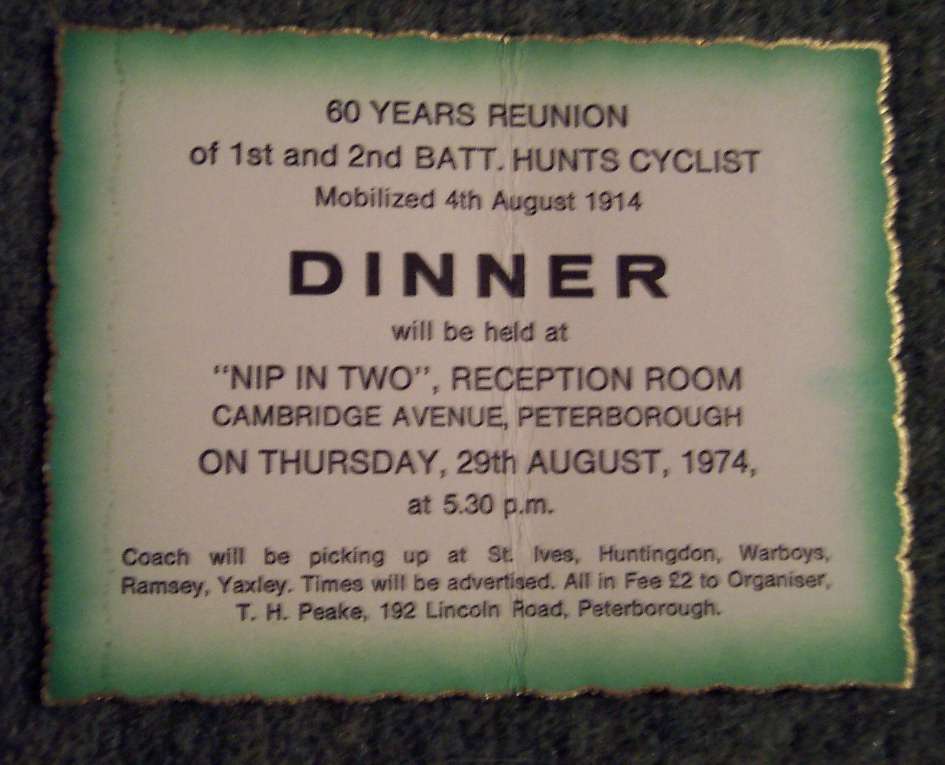 60 YEARS REUNION
of 1st and 2nd BATT. HUNTS CYCLIST
Mobilized 4th August 1914
DINNER
will be held at
"NIP IN TWO", RECEPTION ROOM
CAMBRIDGE AVENUE, PETERBOROUGH
ON THURSDAY, 29th AUGUST, 1974,
at 5.30 p.m.
Coach will be picking up at St. Ives, Huntingdon, Warboys,
Ramsey, Yaxley. Times will be advertised. All in Fee £2 to Organiser,
T. H. Peake, 192 Lincoln Road, Peterborough.